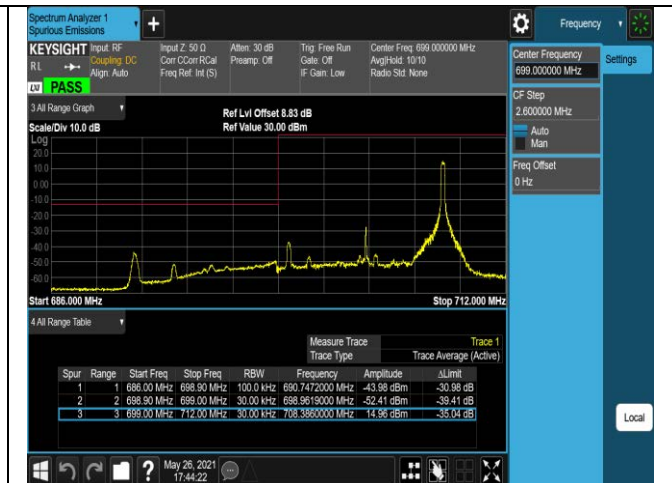 Spectrum Analyzer 1
Spurious Emissions
Frequency
KEYSIGHT Input: RF Input Z: 50 Ω Atten: 30 dB Trig: Free Run Center Freq: 699.000000 MHz
RL Coupling: DC Corr CCorr RCal Preamp: Off Gate: Off Avg|Hold: 10/10
Align: Auto Freq Ref: Int (S) IF Gain: Low Radio Std: None
LXI PASS
Center Frequency
699.000000 MHz
Settings
CF Step
2.600000 MHz
Auto
Man
Freq Offset
0 Hz
3 All Range Graph
Ref Lvl Offset 8.83 dB
Scale/Div 10.0 dB Ref Value 30.00 dBm
Log
20.0
10.0
0.00
-10.0
-20.0
-30.0
-40.0
-50.0
-60.0
Start 686.000 MHz Stop 712.000 MHz
4 All Range Table
Measure Trace Trace 1
Trace Type Trace Average (Active)
Spur Range Start Freq Stop Freq RBW Frequency Amplitude ΔLimit
1 1 686.00 MHz 698.90 MHz 100.0 kHz 690.7472000 MHz -43.98 dBm -30.98 dB
2 2 698.90 MHz 699.00 MHz 30.00 kHz 698.9619000 MHz -52.41 dBm -39.41 dB
3 3 699.00 MHz 712.00 MHz 30.00 kHz 708.3860000 MHz 14.96 dBm -35.04 dB
Local
May 26, 2021
17:44:22